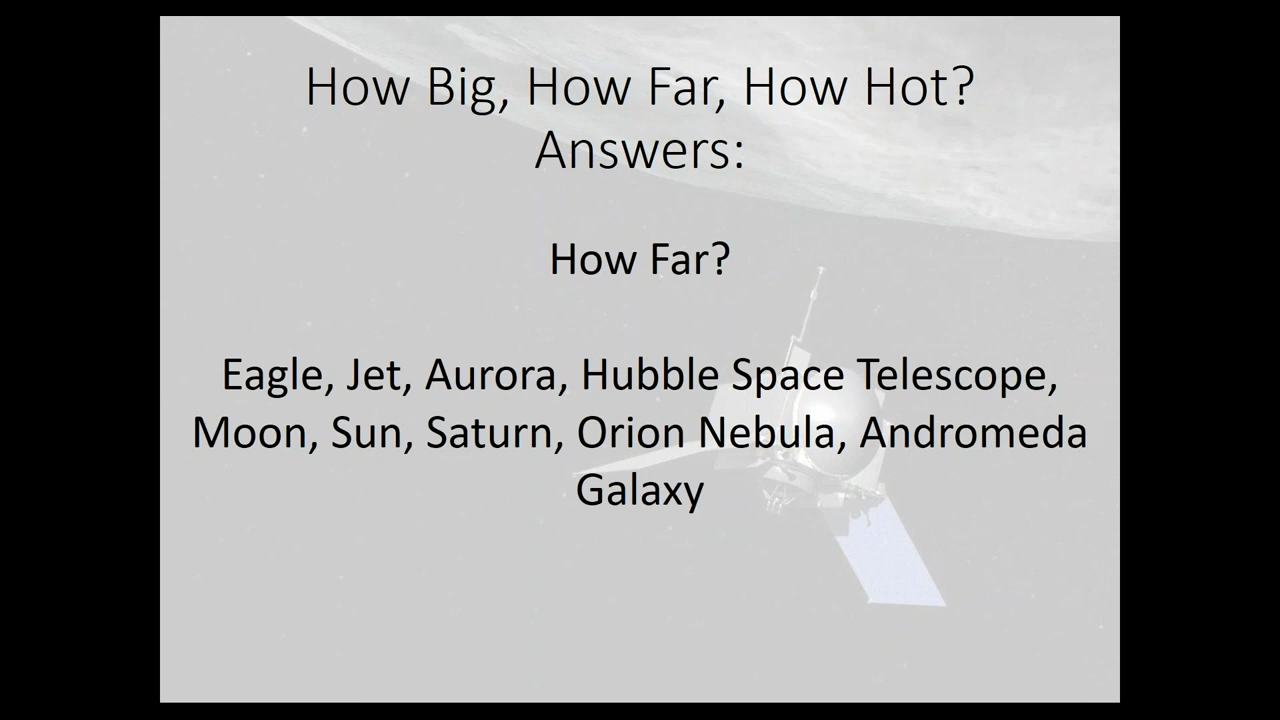 How Big, How Far, How Hot?
Answers:
How Far?
Eagle, Jet, Aurora, Hubble Space Telescope,
Moon, Sun, Saturn, Orion Nebula, Andromeda
Galaxy